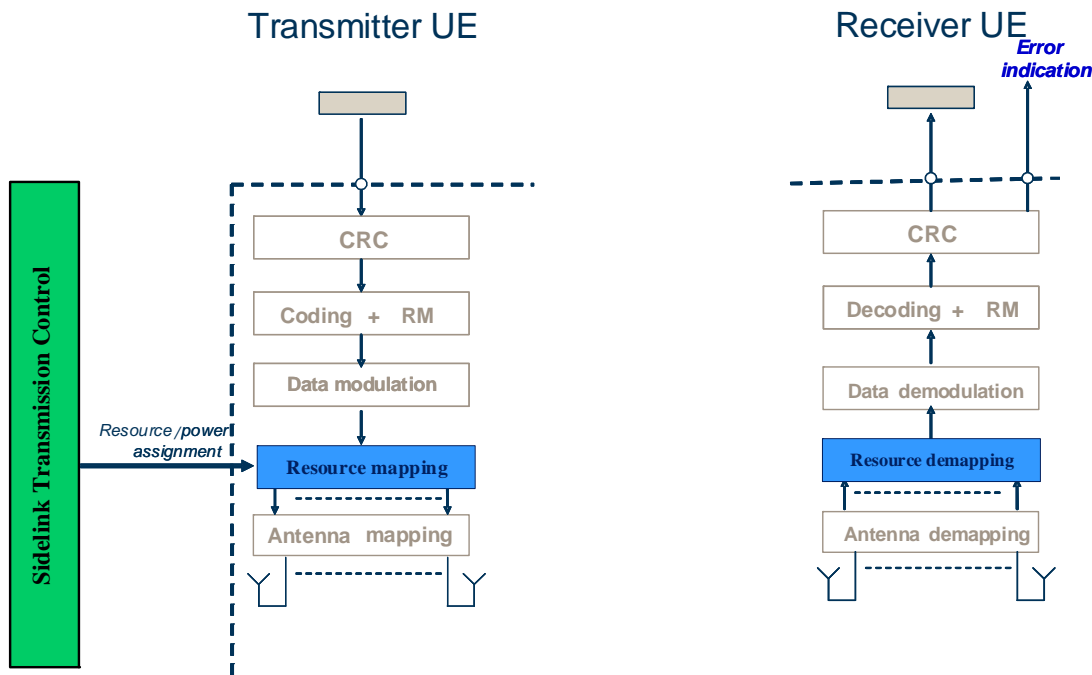 Transmitter UE
Receiver UE
Error
indication
Sidelink Transmission Control
CRC
Coding + RM
Data modulation
Resource/power
assignment
Resource mapping
Antenna mapping
CRC
Decoding + RM
Data demodulation
Resource demapping
Antenna demapping